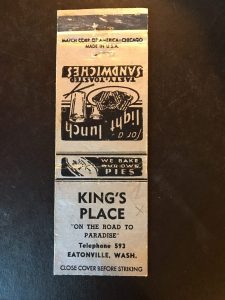 MATCH CORP. OF AMERICA-CHICAGO
MADE IN U.S.A.
for a
light lunch
TASTY-TOASTED
SANDWICHES
WE BAKE
OUR OWN
PIES
KING'S
PLACE
"ON THE ROAD TO
PARADISE"
Telephone 593
EATONVILLE, WASH.
CLOSE COVER BEFORE STRIKING